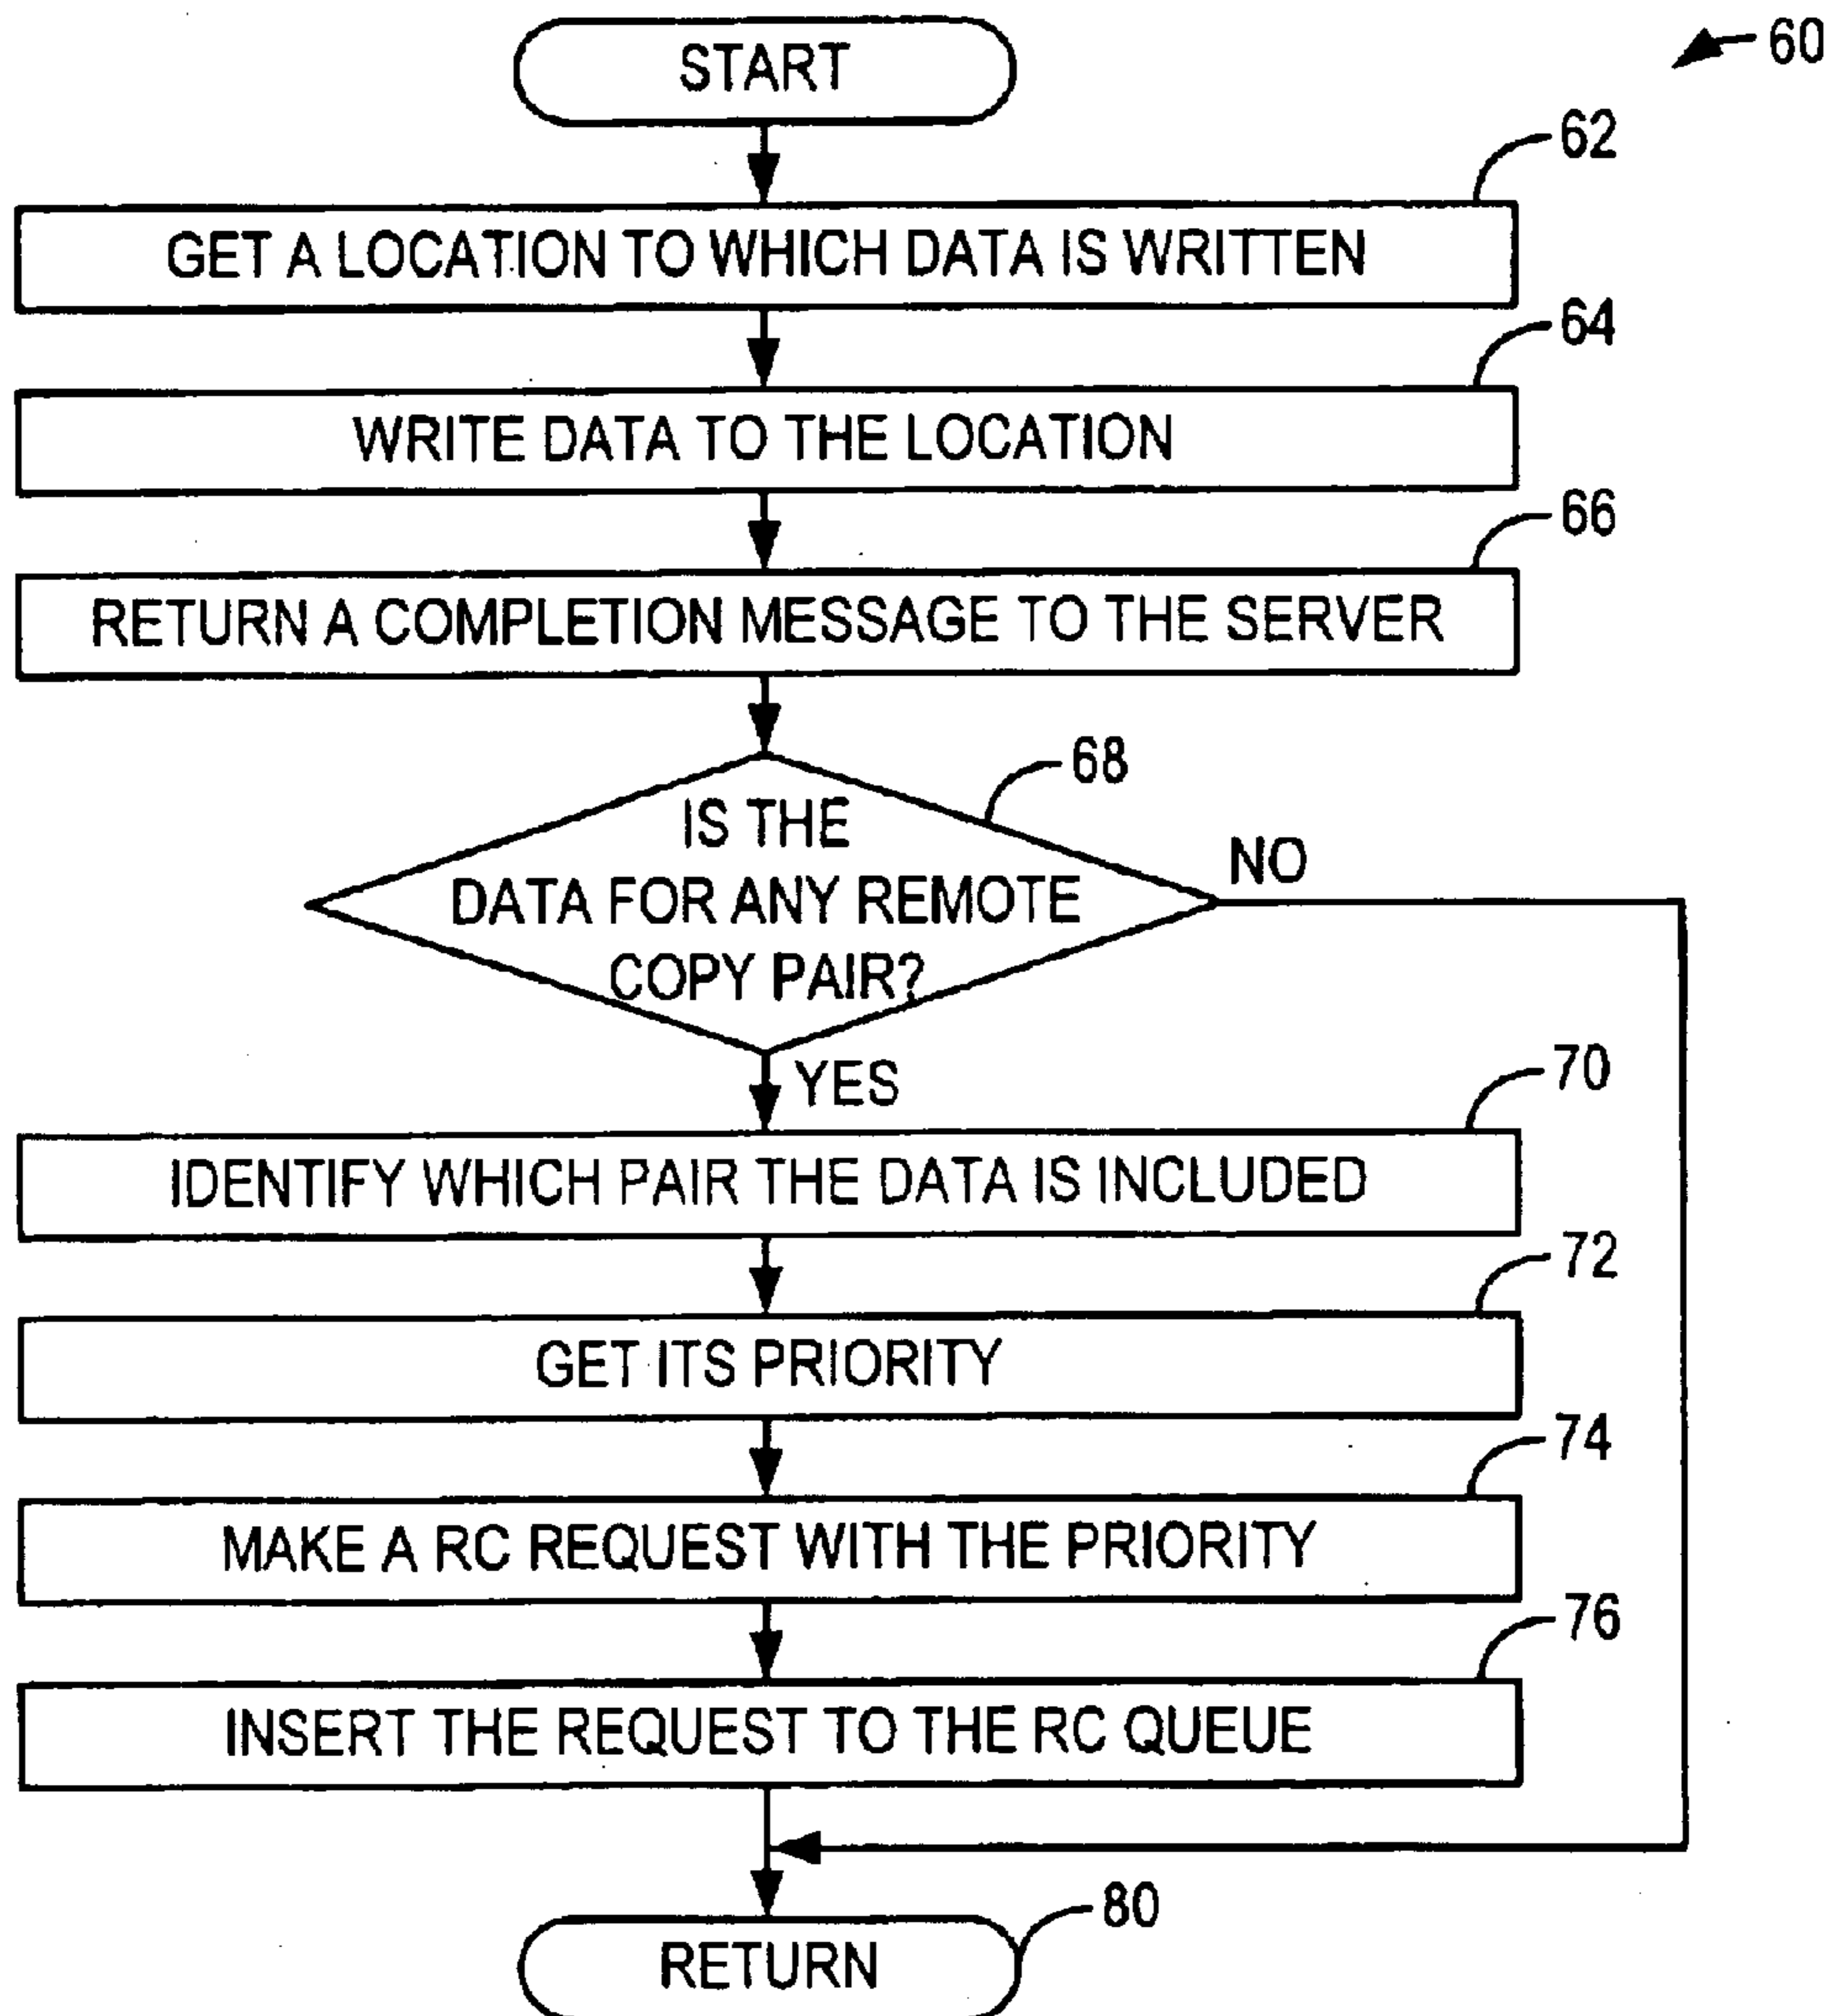 START
60
62
GET A LOCATION TO WHICH DATA IS WRITTEN
64
WRITE DATA TO THE LOCATION
66
RETURN A COMPLETION MESSAGE TO THE SERVER
68
IS THE
DATA FOR ANY REMOTE
COPY PAIR?
NO
YES
70
IDENTIFY WHICH PAIR THE DATA IS INCLUDED
72
GET ITS PRIORITY
74
MAKE A RC REQUEST WITH THE PRIORITY
76
INSERT THE REQUEST TO THE RC QUEUE
80
RETURN